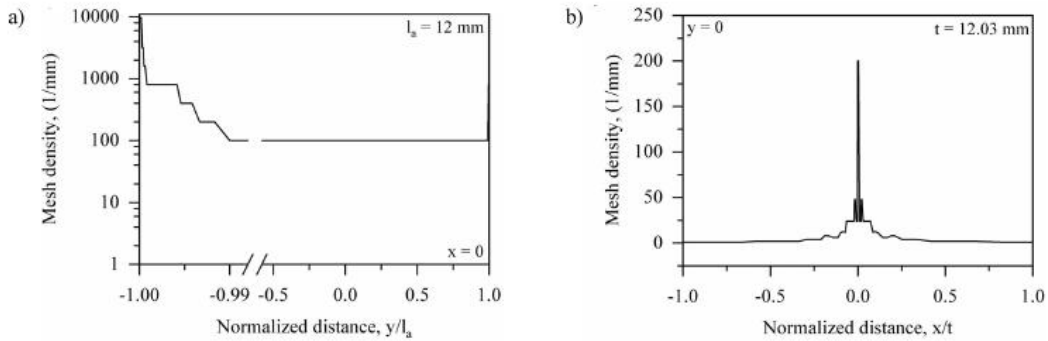 a)
10000
1000
100
10
1
Mesh density, (1/mm)
lₐ = 12 mm
x = 0
-1.00
-0.99
-0.5
0.0
0.5
1.0
Normalized distance, y/lₐ
b)
250
200
150
100
50
0
Mesh density, (1/mm)
y = 0
t = 12.03 mm
-1.0
-0.5
0.0
0.5
1.0
Normalized distance, x/t